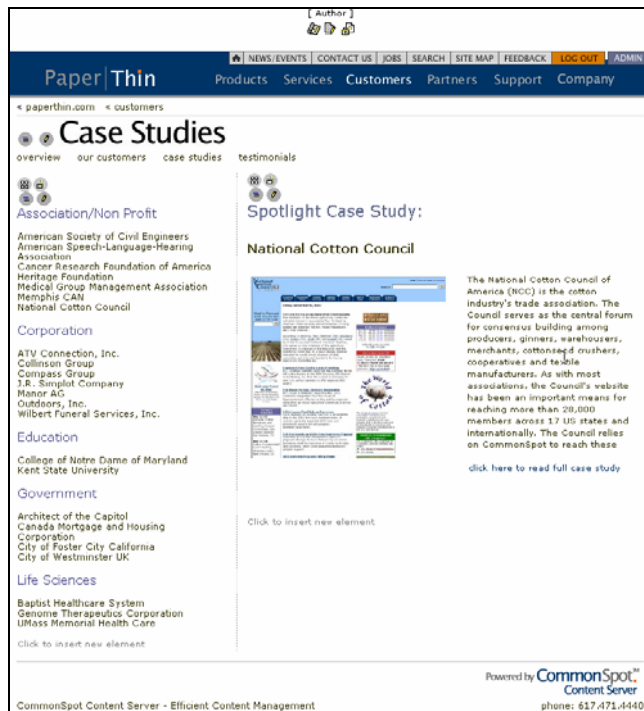 [ Author ]
NEWS/EVENTS CONTACT US JOBS SEARCH SITE MAP FEEDBACK LOG OUT ADMIN
Paper|Thin Products Services Customers Partners Support Company
< paperthin.com < customers
Case Studies
overview our customers case studies testimonials
Association/Non Profit
American Society of Civil Engineers
American Speech-Language-Hearing
Association
Cancer Research Foundation of America
Heritage Foundation
Medical Group Management Association
Memphis CAN
National Cotton Council
Corporation
ATV Connection, Inc.
Collinson Group
Compass Group
J.R. Simplot Company
Manor AG
Outdoors, Inc.
Wilbert Funeral Services, Inc.
Education
College of Notre Dame of Maryland
Kent State University
Government
Architect of the Capitol
Canada Mortgage and Housing
Corporation
City of Foster City California
City of Westminster UK
Life Sciences
Baptist Healthcare System
Genome Therapeutics Corporation
UMass Memorial Health Care
Click to insert new element
Spotlight Case Study:
National Cotton Council
The National Cotton Council of
America (NCC) is the cotton
industry's trade association. The
Council serves as the central forum
for consensus building among
producers, ginners, warehousers,
merchants, cottonseed crushers,
cooperatives and textile
manufacturers. As with most
associations, the Council's website
has been an important means for
reaching more than 28,000
members across 17 US states and
internationally. The Council relies
on CommonSpot to reach these
click here to read full case study
Click to insert new element
Powered by CommonSpot.™
Content Server
CommonSpot Content Server - Efficient Content Management phone: 617.471.4440